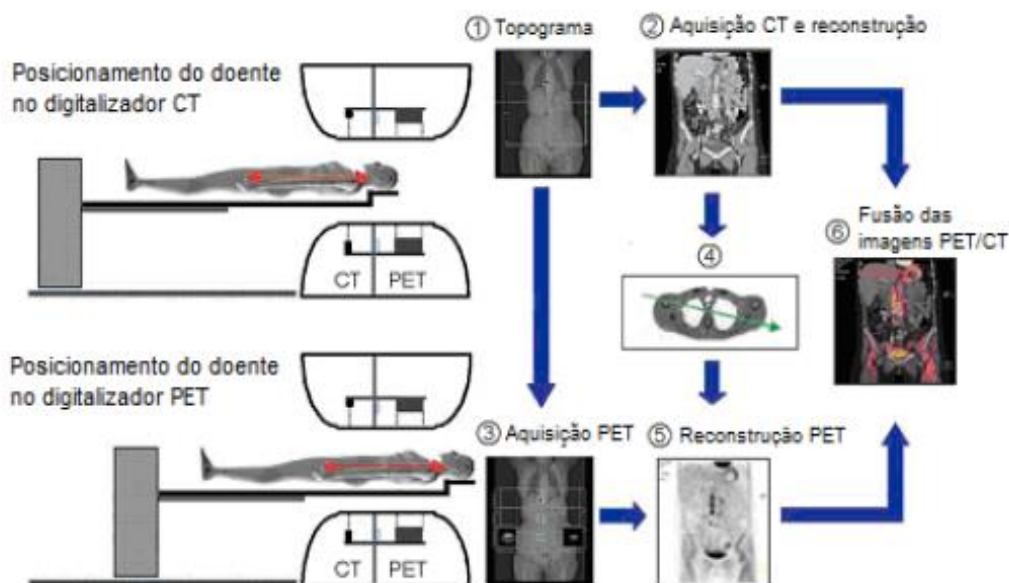 ① Topograma
② Aquisição CT e reconstrução
Posicionamento do doente
no digitalizador CT
CT PET
④
⑥ Fusão das
imagens PET/CT
Posicionamento do doente
no digitalizador PET
③ Aquisição PET
⑤ Reconstrução PET
CT PET